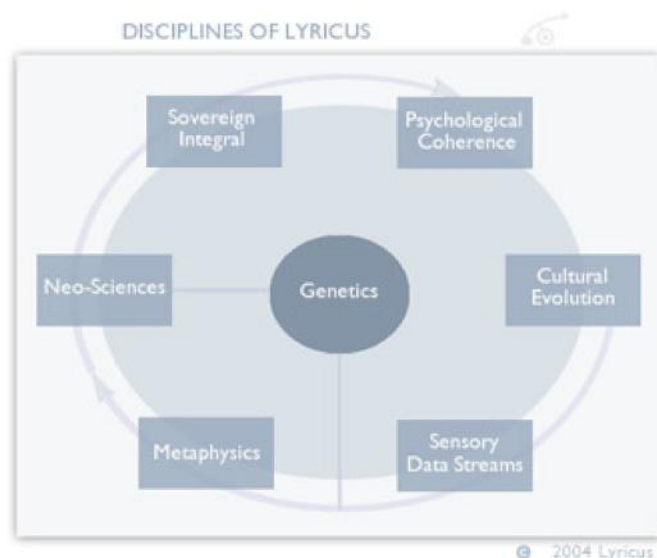 DISCIPLINES OF LYRICUS
Sovereign
Integral
Psychological
Coherence
Neo-Sciences
Genetics
Cultural
Evolution
Metaphysics
Sensory
Data Streams
© 2004 Lyricus